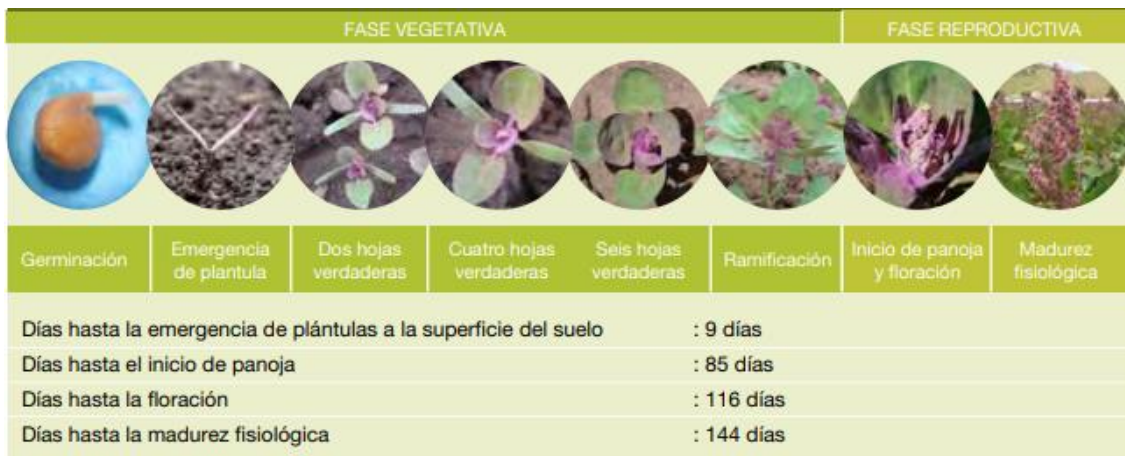 FASE VEGETATIVA
FASE REPRODUCTIVA
Germinación
Emergencia
de plantula
Dos hojas
verdaderas
Cuatro hojas
verdaderas
Seis hojas
verdaderas
Ramificación
Inicio de panoja
y floración
Madurez
fisiológica
Días hasta la emergencia de plántulas a la superficie del suelo : 9 días
Días hasta el inicio de panoja : 85 días
Días hasta la floración : 116 días
Días hasta la madurez fisiológica : 144 días